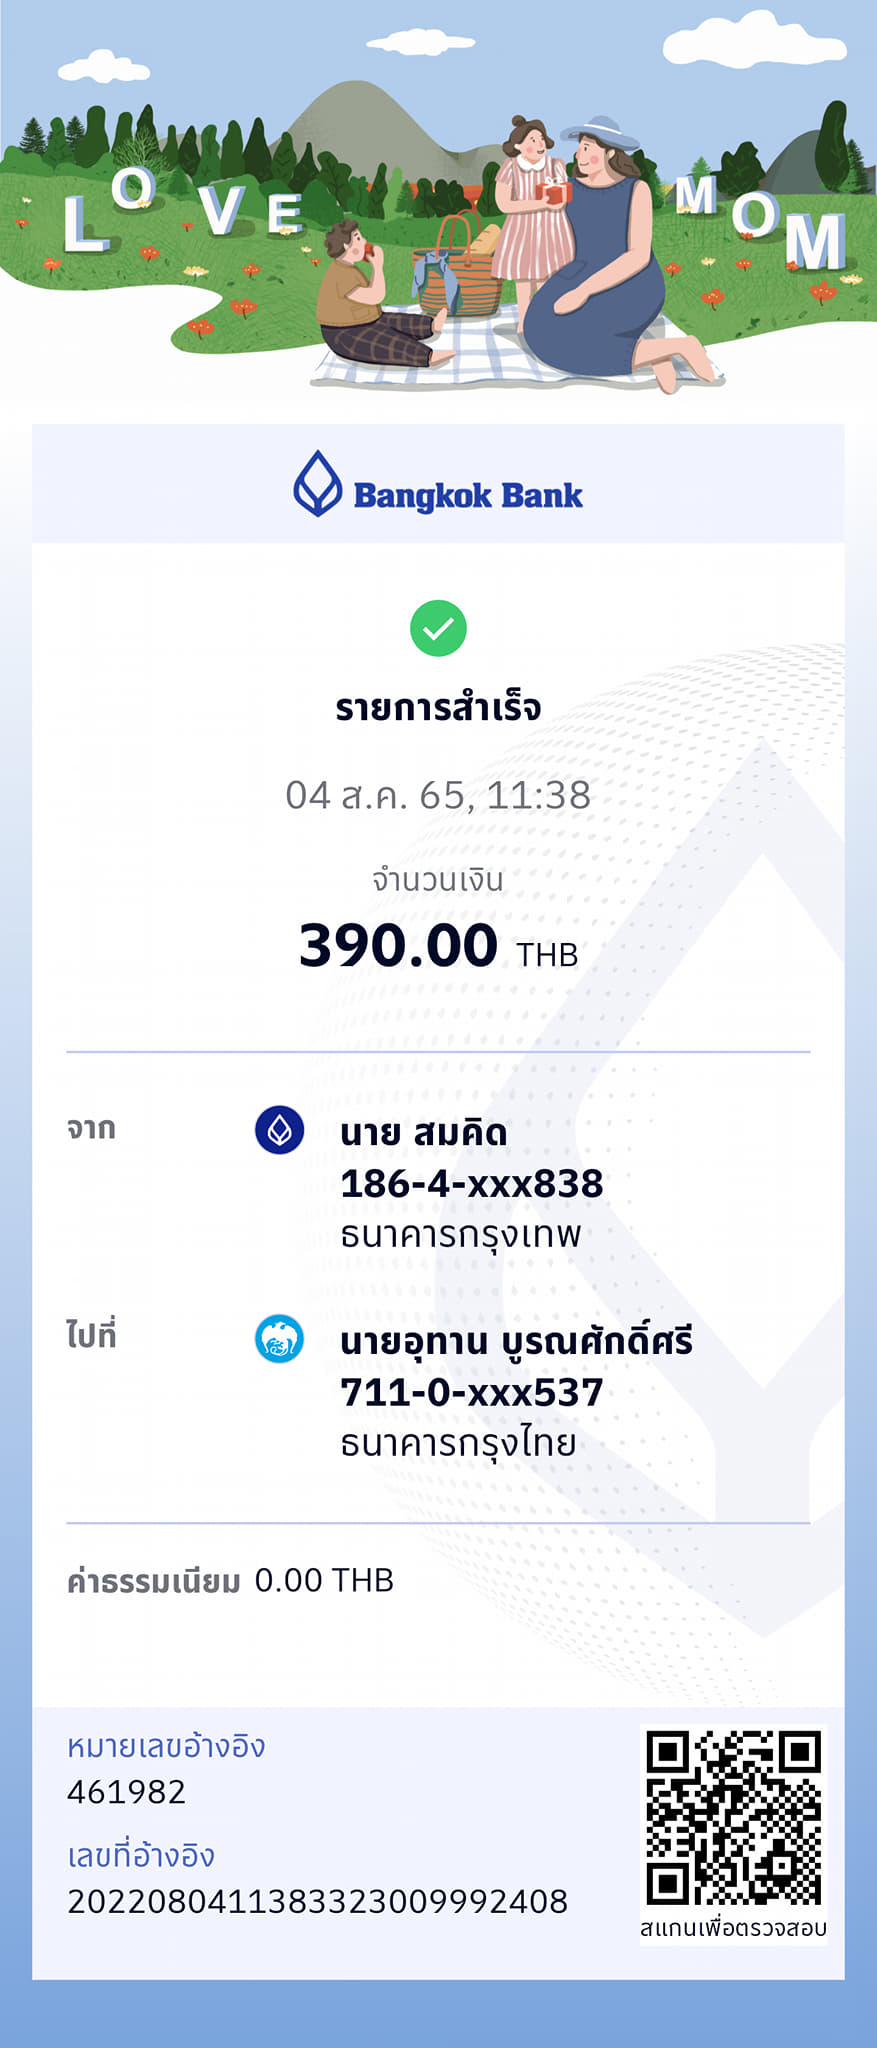 LOVE MOM
Bangkok Bank
รายการสำเร็จ
04 ส.ค. 65, 11:38
จำนวนเงิน
390.00 THB
จาก
นาย สมคิด
186-4-xxx838
ธนาคารกรุงเทพ
ไปที่
นายอุทาน บูรณศักดิ์ศรี
711-0-xxx537
ธนาคารกรุงไทย
ค่าธรรมเนียม 0.00 THB
หมายเลขอ้างอิง
461982
เลขที่อ้างอิง
2022080411383323009992408
สแกนเพื่อตรวจสอบ